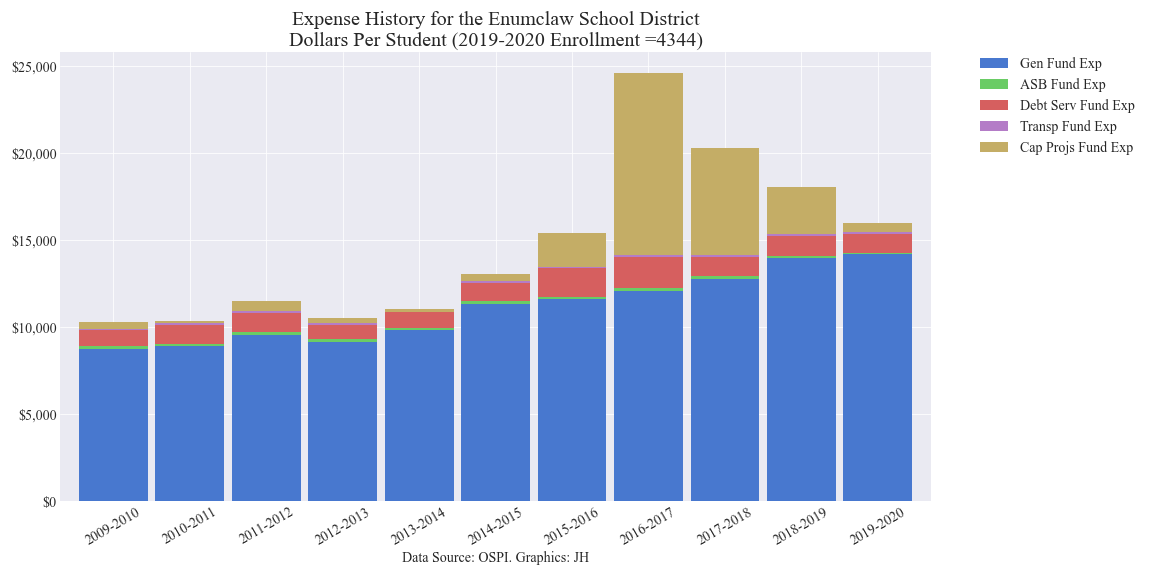 Expense History for the Enumclaw School District
Dollars Per Student (2019-2020 Enrollment =4344)
$25,000
$20,000
$15,000
$10,000
$5,000
$0
2009-2010
2010-2011
2011-2012
2012-2013
2013-2014
2014-2015
2015-2016
2016-2017
2017-2018
2018-2019
2019-2020
Data Source: OSPI. Graphics: JH
Gen Fund Exp
ASB Fund Exp
Debt Serv Fund Exp
Transp Fund Exp
Cap Projs Fund Exp